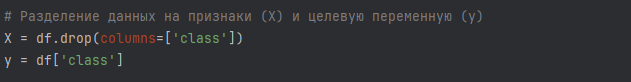 # Разделение данных на признаки (X) и целевую переменную (y)
X = df.drop(columns=['class'])
y = df['class']